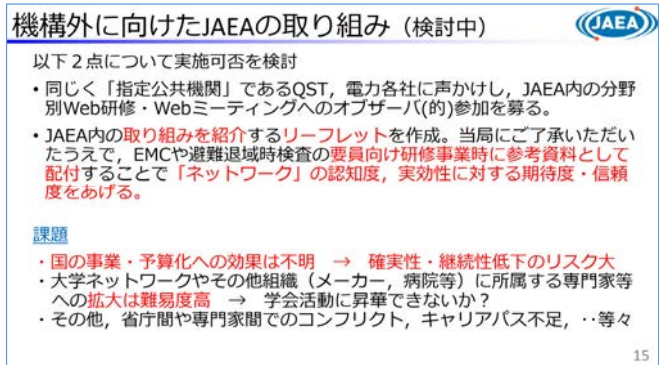 機構外に向けたJAEAの取り組み（検討中）
JAEA
以下２点について実施可否を検討
・同じく「指定公共機関」であるQST，電力各社に声かけし，JAEA内の分野
別Web研修・Webミーティングへのオブザーバ(的)参加を募る。
・JAEA内の取り組みを紹介するリーフレットを作成。当局にご了承いただい
たうえで，EMCや避難退域時検査の要員向け研修事業時に参考資料として
配付することで「ネットワーク」の認知度，実効性に対する期待度・信頼
度をあげる。
課題
・国の事業・予算化への効果は不明　→　確実性・継続性低下のリスク大
・大学ネットワークやその他組織（メーカー，病院等）に所属する専門家等
への拡大は難易度高　→　学会活動に昇華できないか？
・その他，省庁間や専門家間でのコンフリクト，キャリアパス不足，‥等々
15